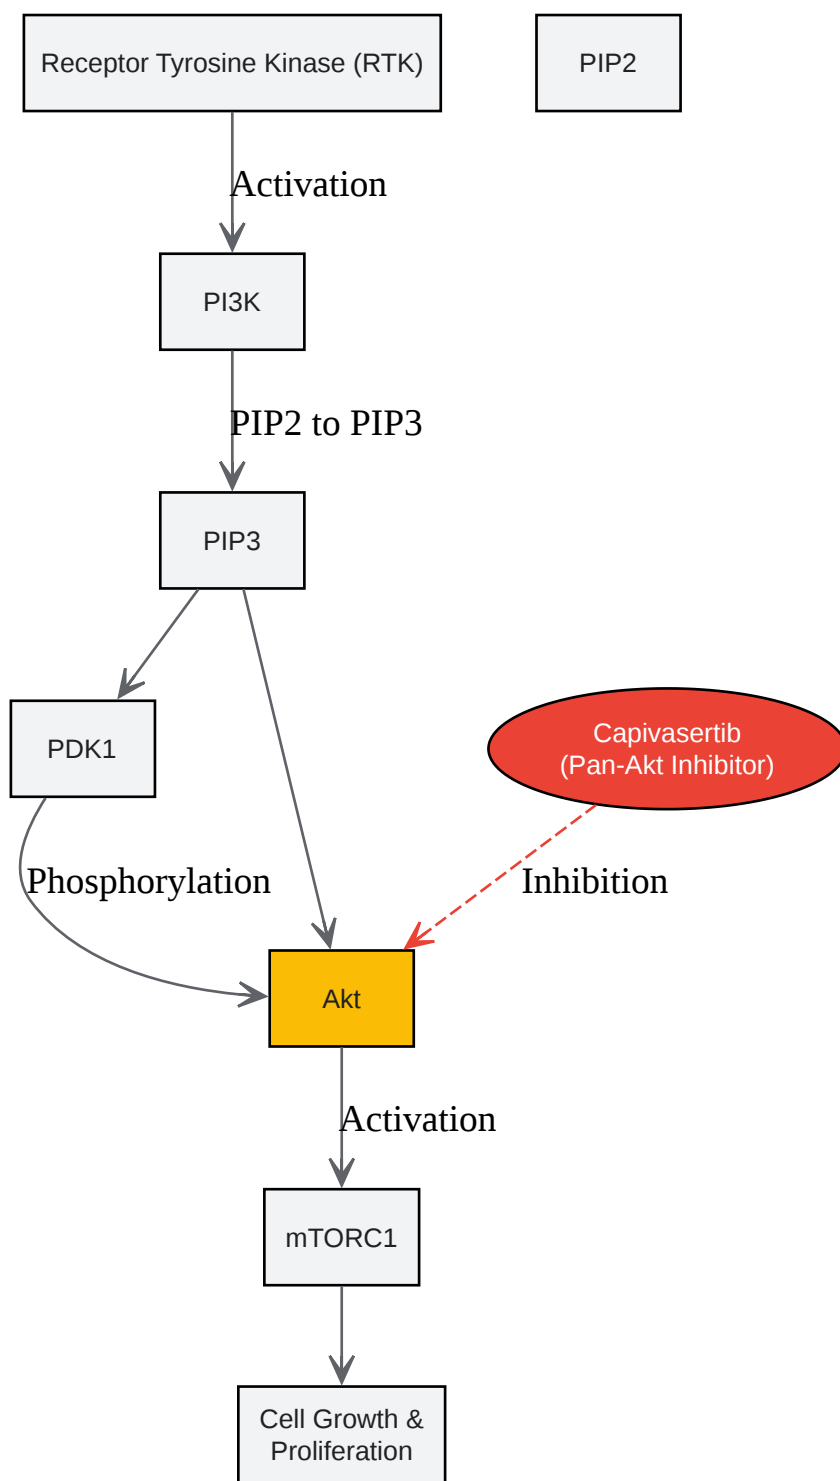 Receptor Tyrosine Kinase (RTK)
PIP2
Activation
PI3K
PIP2 to PIP3
PIP3
PDK1
Capivasertib
(Pan-Akt Inhibitor)
Phosphorylation
Inhibition
Akt
Activation
mTORC1
Cell Growth &
Proliferation